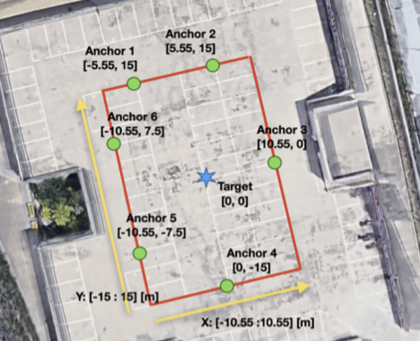 Anchor 1
[-5.55, 15]
Anchor 2
[5.55, 15]
Anchor 6
[-10.55, 7.5]
Anchor 3
[10.55, 0]
Target
[0, 0]
Anchor 5
[-10.55, -7.5]
Anchor 4
[0, -15]
Y: [-15 : 15] [m]
X: [-10.55 :10.55] [m]